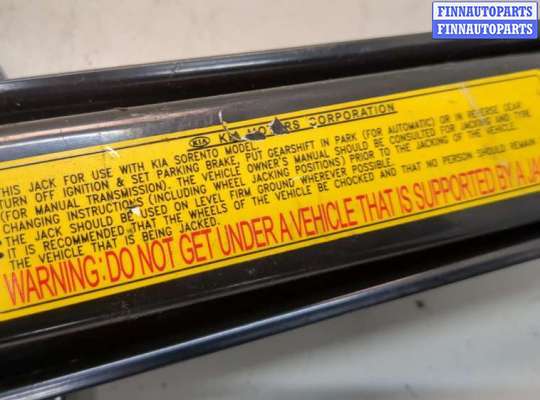 FINNAUTOPARTS
FINNAUTOPARTS
KIA KIA MOTORS CORPORATION
THIS JACK FOR USE WITH KIA SORENTO MODEL.
TURN OFF IGNITION & SET PARKING BRAKE, PUT GEARSHIFT IN PARK (FOR AUTOMATIC) OR IN REVERSE GEAR
(FOR MANUAL TRANSMISSION). THE VEHICLE OWNER'S MANUAL SHOULD BE CONSULTED FOR UNDERS AND TYPE
CHANGING INSTRUCTIONS (INCLUDING WHEEL JACKING POSITIONS) PRIOR TO THE JACKING OF THE VEHICLE.
• THE JACK SHOULD BE USED ON LEVEL FIRM GROUND WHEREVER POSSIBLE.
• IT IS RECOMMENDED THAT THE WHEELS OF THE VEHICLE BE CHOCKED AND THAT NO PERSON SHOULD REMAIN
THE VEHICLE THAT IS BEING JACKED.
WARNING: DO NOT GET UNDER A VEHICLE THAT IS SUPPORTED BY A JA